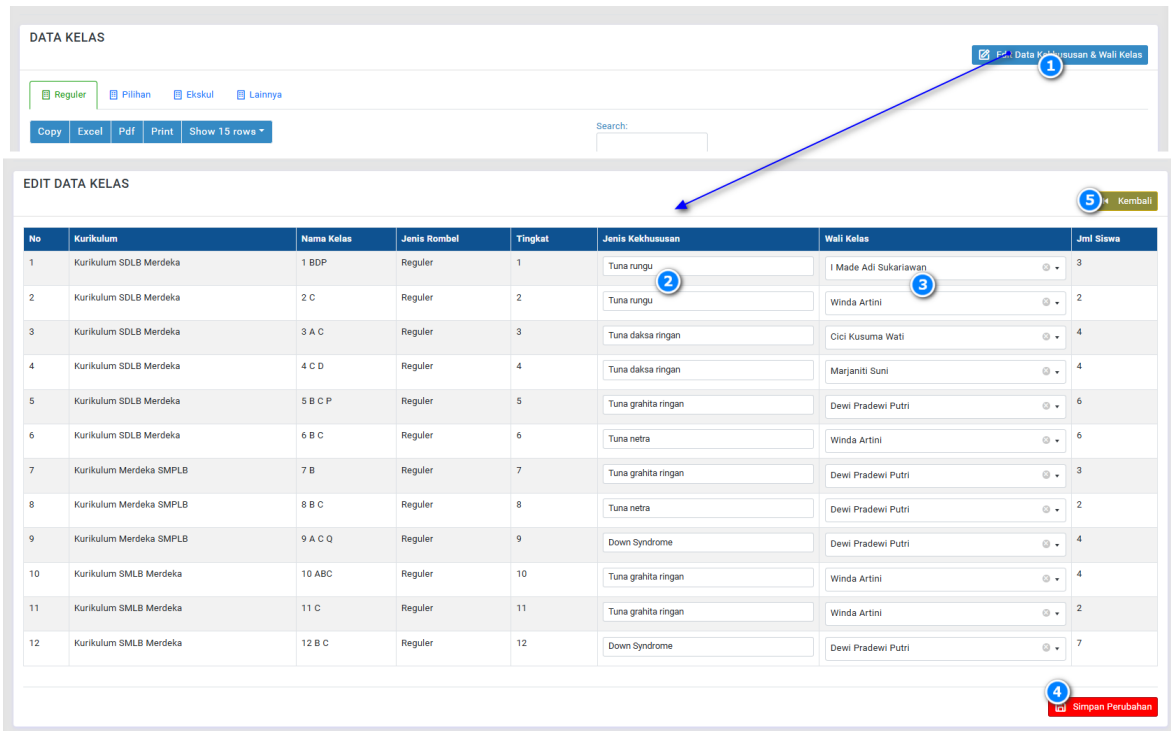 DATA KELAS
Edit Data Kekhususan & Wali Kelas
1
Reguler Pilihan Ekskul Lainnya
Copy Excel Pdf Print Show 15 rows
Search:
EDIT DATA KELAS
5 Kembali
No Kurikulum Nama Kelas Jenis Rombel Tingkat Jenis Kekhususan Wali Kelas Jml Siswa
1 Kurikulum SDLB Merdeka 1 BDP Reguler 1 Tuna rungu I Made Adi Sukariawan 3
2 3
2 Kurikulum SDLB Merdeka 2 C Reguler 2 Tuna rungu Winda Artini 2
3 Kurikulum SDLB Merdeka 3 A C Reguler 3 Tuna daksa ringan Cici Kusuma Wati 4
4 Kurikulum SDLB Merdeka 4 C D Reguler 4 Tuna daksa ringan Marjaniti Suni 4
5 Kurikulum SDLB Merdeka 5 B C P Reguler 5 Tuna grahita ringan Dewi Pradewi Putri 6
6 Kurikulum SDLB Merdeka 6 B C Reguler 6 Tuna netra Winda Artini 6
7 Kurikulum Merdeka SMPLB 7 B Reguler 7 Tuna grahita ringan Dewi Pradewi Putri 3
8 Kurikulum Merdeka SMPLB 8 B C Reguler 8 Tuna netra Dewi Pradewi Putri 2
9 Kurikulum Merdeka SMPLB 9 A C Q Reguler 9 Down Syndrome Dewi Pradewi Putri 4
10 Kurikulum SMLB Merdeka 10 ABC Reguler 10 Tuna grahita ringan Winda Artini 4
11 Kurikulum SMLB Merdeka 11 C Reguler 11 Tuna grahita ringan Winda Artini 2
12 Kurikulum SMLB Merdeka 12 B C Reguler 12 Down Syndrome Dewi Pradewi Putri 7
4
Simpan Perubahan